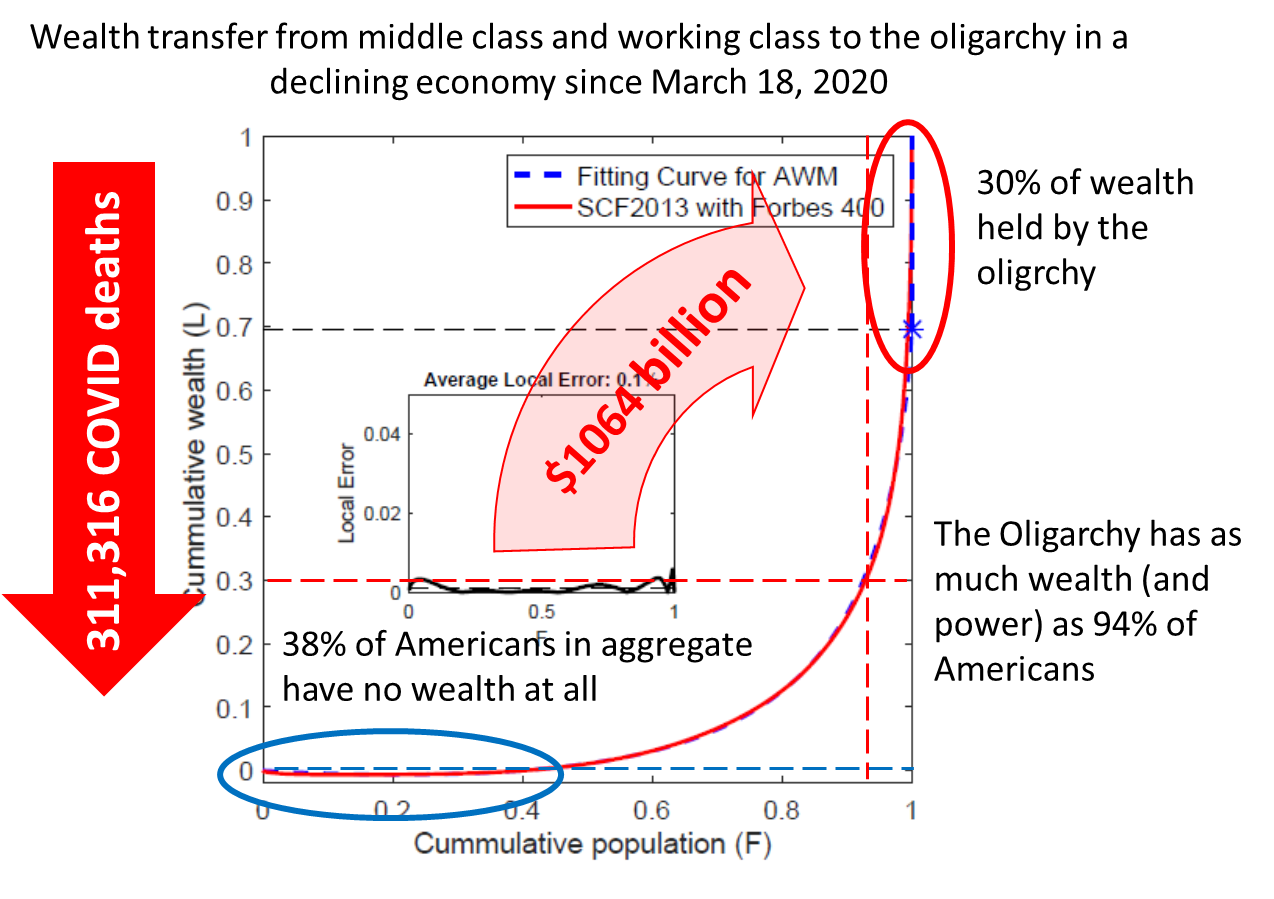 Wealth transfer from middle class and working class to the oligarchy in a
declining economy since March 18, 2020
311,316 COVID deaths
Cummulative wealth (L)
1
0.9
0.8
0.7
0.6
0.5
0.4
0.3
0.2
0.1
0
Fitting Curve for AWM
SCF2013 with Forbes 400
30% of wealth
held by the
oligrchy
$1064 billion
Average Local Error: 0.1%
Local Error
0.04
0.02
0
0
0.5
1
F
38% of Americans in aggregate
have no wealth at all
The Oligarchy has as
much wealth (and
power) as 94% of
Americans
0
0.2
0.4
0.6
0.8
1
Cummulative population (F)